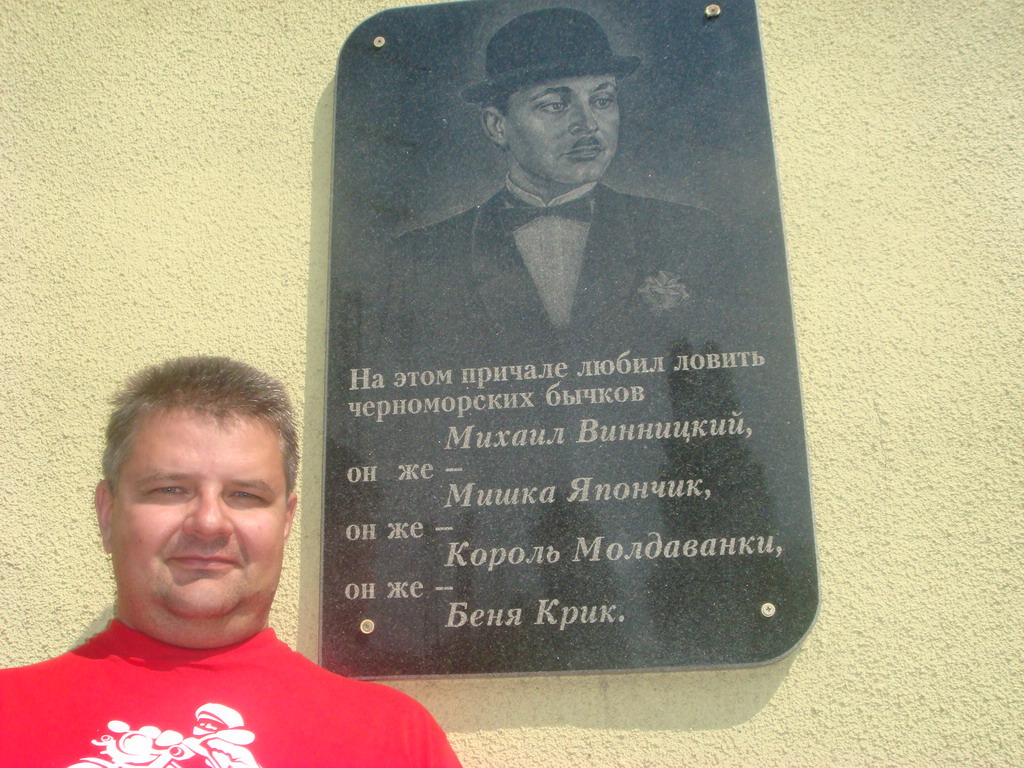 На этом причале любил ловить
черноморских бычков
Михаил Винницкий,
он же –
Мишка Япончик,
он же –
Король Молдаванки,
он же –
Беня Крик.